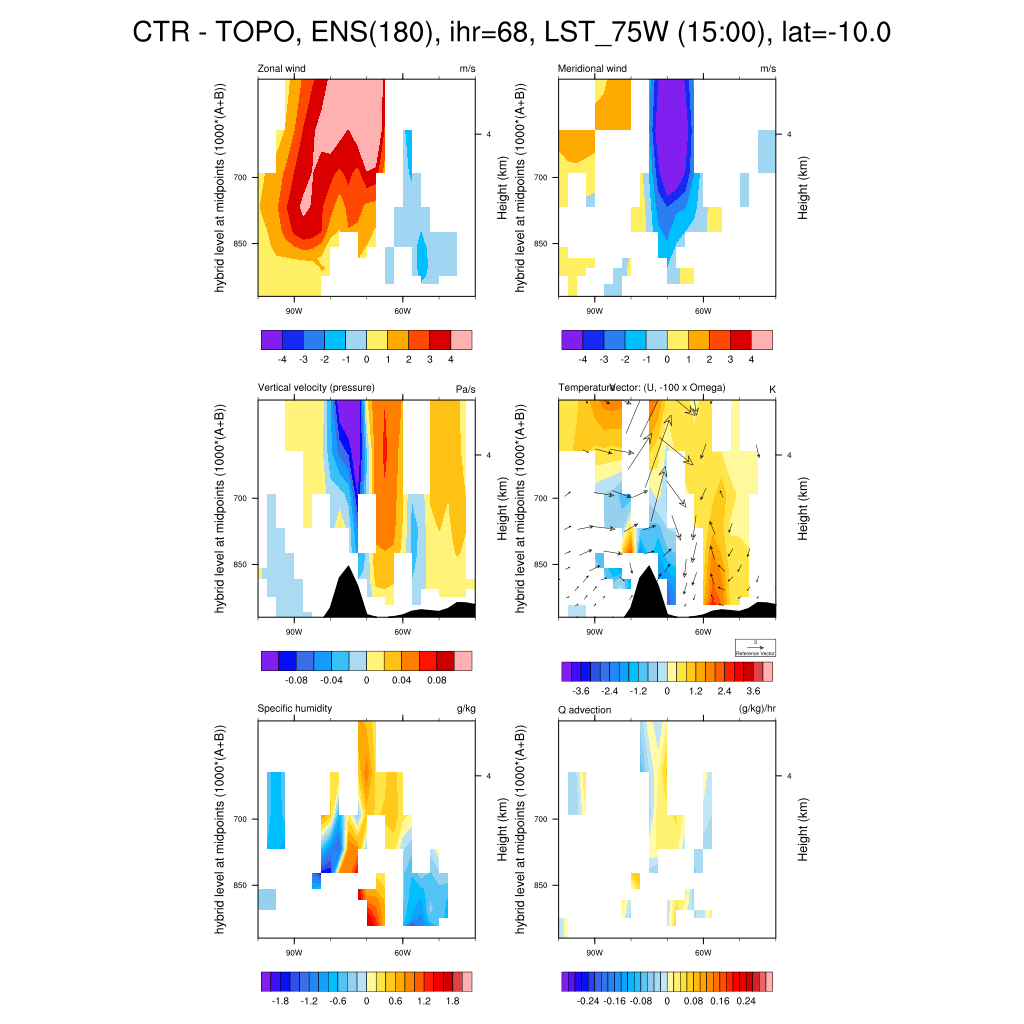 CTR - TOPO, ENS(180), ihr=68, LST_75W (15:00), lat=-10.0
Zonal wind m/s
hybrid level at midpoints (1000*(A+B))
700
850
4
Height (km)
90W 60W
-4 -3 -2 -1 0 1 2 3 4
Meridional wind m/s
hybrid level at midpoints (1000*(A+B))
700
850
4
Height (km)
90W 60W
-4 -3 -2 -1 0 1 2 3 4
Vertical velocity (pressure) Pa/s
hybrid level at midpoints (1000*(A+B))
700
850
4
Height (km)
90W 60W
-0.08 -0.04 0 0.04 0.08
Temperature Vector: (U, -100 x Omega) K
hybrid level at midpoints (1000*(A+B))
700
850
4
Height (km)
90W 60W
3
Reference Vector
-3.6 -2.4 -1.2 0 1.2 2.4 3.6
Specific humidity g/kg
hybrid level at midpoints (1000*(A+B))
700
850
4
Height (km)
90W 60W
-1.8 -1.2 -0.6 0 0.6 1.2 1.8
Q advection (g/kg)/hr
hybrid level at midpoints (1000*(A+B))
700
850
4
Height (km)
90W 60W
-0.24 -0.16 -0.08 0 0.08 0.16 0.24